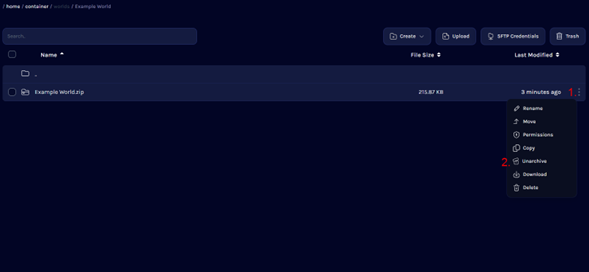 / home / container / worlds / Example World
Search...
Create
Upload
SFTP Credentials
Trash
Name
File Size
Last Modified
..
Example World.zip
215.87 KB
3 minutes ago
1.
Rename
Move
Permissions
Copy
2. Unarchive
Download
Delete